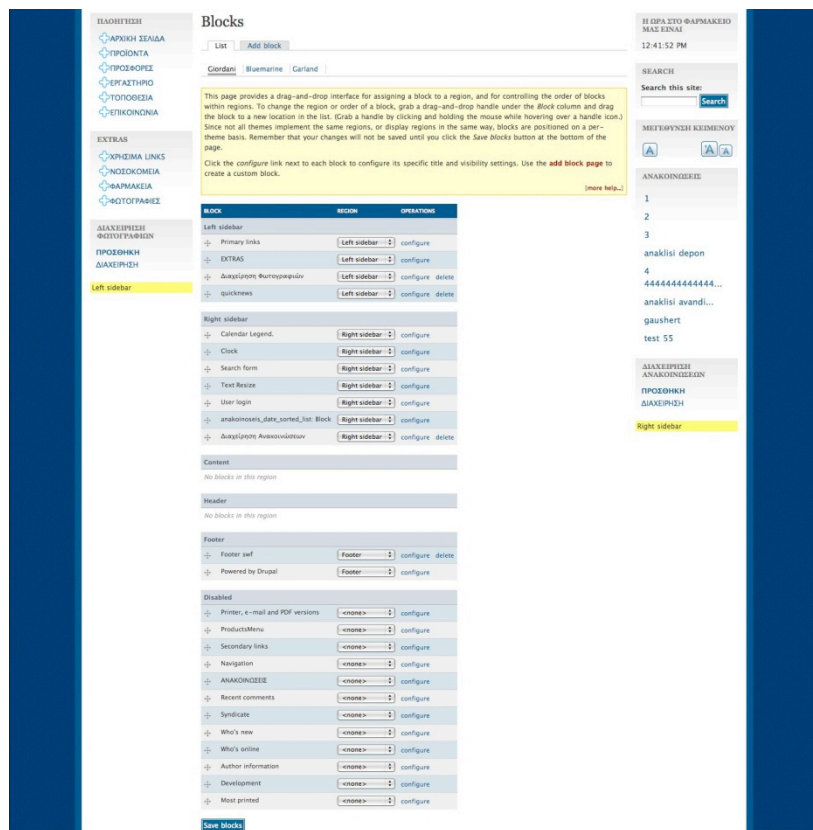 ΠΛΟΗΓΗΣΗ
ΑΡΧΙΚΗ ΣΕΛΙΔΑ
ΠΡΟΪΟΝΤΑ
ΠΡΟΣΦΟΡΕΣ
ΕΡΓΑΣΤΗΡΙΟ
ΤΟΠΟΘΕΣΙΑ
ΕΠΙΚΟΙΝΩΝΙΑ
EXTRAS
ΧΡΗΣΙΜΑ LINKS
ΝΟΣΟΚΟΜΕΙΑ
ΦΑΡΜΑΚΕΙΑ
ΦΩΤΟΓΡΑΦΙΕΣ
ΔΙΑΧΕΙΡΗΣΗ
ΦΩΤΟΓΡΑΦΙΩΝ
ΠΡΟΣΘΗΚΗ
ΔΙΑΧΕΙΡΗΣΗ
Left sidebar
Blocks
List Add block
Giordani Bluemarine Garland
This page provides a drag-and-drop interface for assigning a block to a region, and for controlling the order of blocks
within regions. To change the region or order of a block, grab a drag-and-drop handle under the Block column and drag
the block to a new location in the list. (Grab a handle by clicking and holding the mouse while hovering over a handle icon.)
Since not all themes implement the same regions, or display regions in the same way, blocks are positioned on a per-
theme basis. Remember that your changes will not be saved until you click the Save blocks button at the bottom of the
page.
Click the configure link next to each block to configure its specific title and visibility settings. Use the add block page to
create a custom block.
[more help...]
BLOCK REGION OPERATIONS
Left sidebar
Primary links Left sidebar configure
EXTRAS Left sidebar configure
Διαχείρηση Φωτογραφιών Left sidebar configure delete
quicknews Left sidebar configure delete
Right sidebar
Calendar Legend. Right sidebar configure
Clock Right sidebar configure
Search form Right sidebar configure
Text Resize Right sidebar configure
User login Right sidebar configure
anakoinoseis_date_sorted_list: Block Right sidebar configure
Διαχείρηση Ανακοινώσεων Right sidebar configure delete
Content
No blocks in this region
Header
No blocks in this region
Footer
Footer swf Footer configure delete
Powered by Drupal Footer configure
Disabled
Printer, e-mail and PDF versions <none> configure
ProductsMenu <none> configure
Secondary links <none> configure
Navigation <none> configure
ΑΝΑΚΟΙΝΩΣΕΙΣ <none> configure
Recent comments <none> configure
Syndicate <none> configure
Who's new <none> configure
Who's online <none> configure
Author information <none> configure
Development <none> configure
Most printed <none> configure
Save blocks
Η ΩΡΑ ΣΤΟ ΦΑΡΜΑΚΕΙΟ
ΜΑΣ ΕΙΝΑΙ
12:41:52 PM
SEARCH
Search this site:
Search
ΜΕΓΕΘΥΝΣΗ ΚΕΙΜΕΝΟΥ
A A A
ΑΝΑΚΟΙΝΩΣΕΙΣ
1
2
3
anaklisi depon
4
4444444444444...
anaklisi avandi...
gaushert
test 55
ΔΙΑΧΕΙΡΗΣΗ
ΑΝΑΚΟΙΝΩΣΕΩΝ
ΠΡΟΣΘΗΚΗ
ΔΙΑΧΕΙΡΗΣΗ
Right sidebar